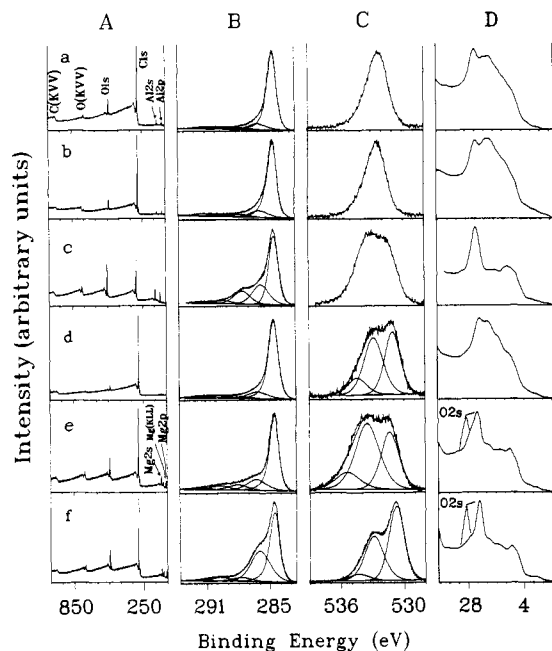 A B C D
a
C(KVV)
O(KVV)
O1s
C1s
Al2s
Al2p
b
c
d
e
Mg2s
Mg(KLL)
Mg2p
O2s
f
O2s
850 250 291 285 536 530 28 4
Binding Energy (eV)
Intensity (arbitrary units)